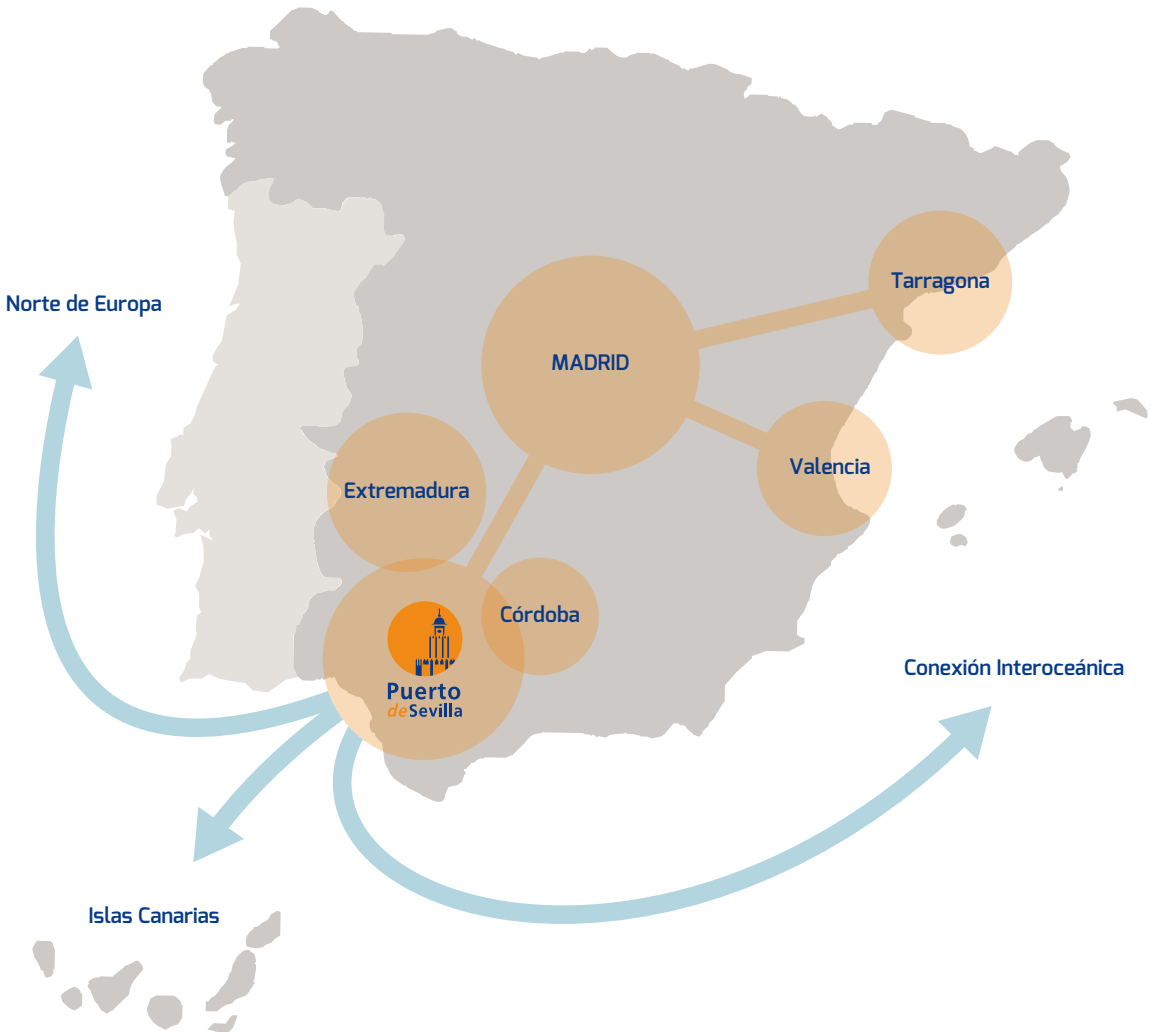 Tarragona
Norte de Europa
MADRID
Valencia
Extremadura
Córdoba
Puerto
de Sevilla
Conexión Interoceánica
Islas Canarias